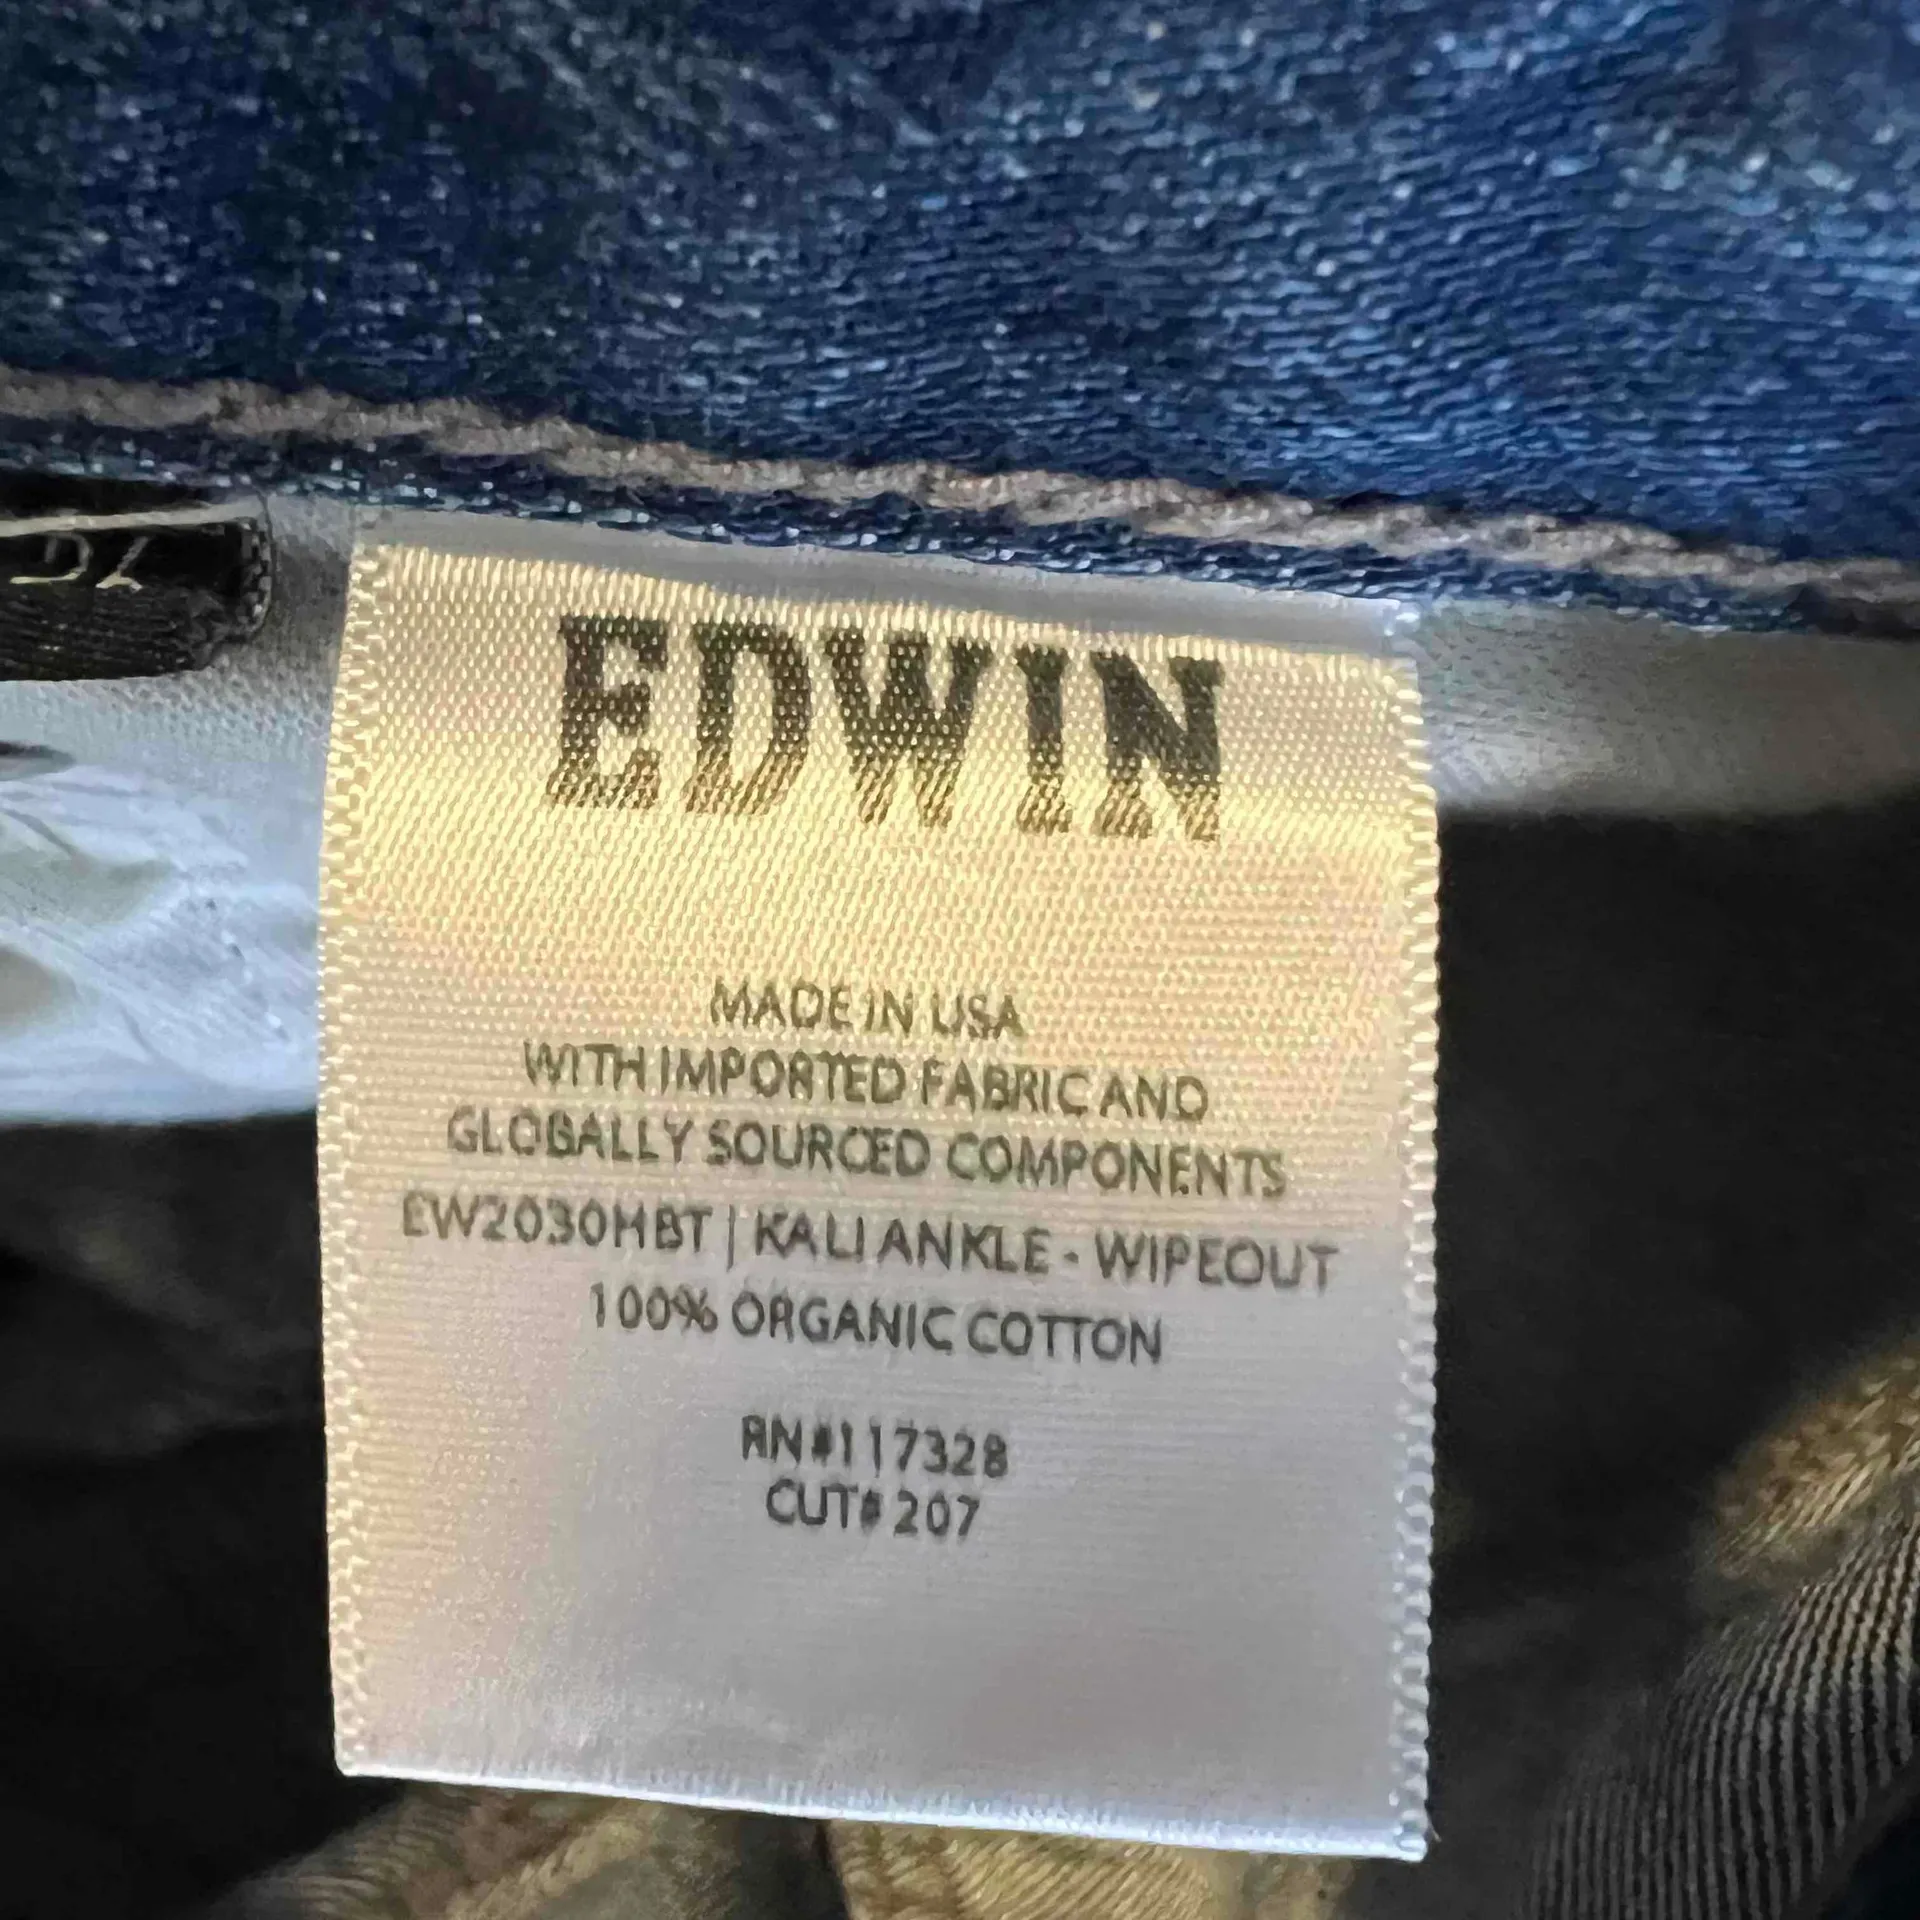 EDWIN
MADE IN USA
WITH IMPORTED FABRIC AND
GLOBALLY SOURCED COMPONENTS
EW2030HBT | KALI ANKLE - WIPEOUT
100% ORGANIC COTTON
RN#117328
CUT# 207